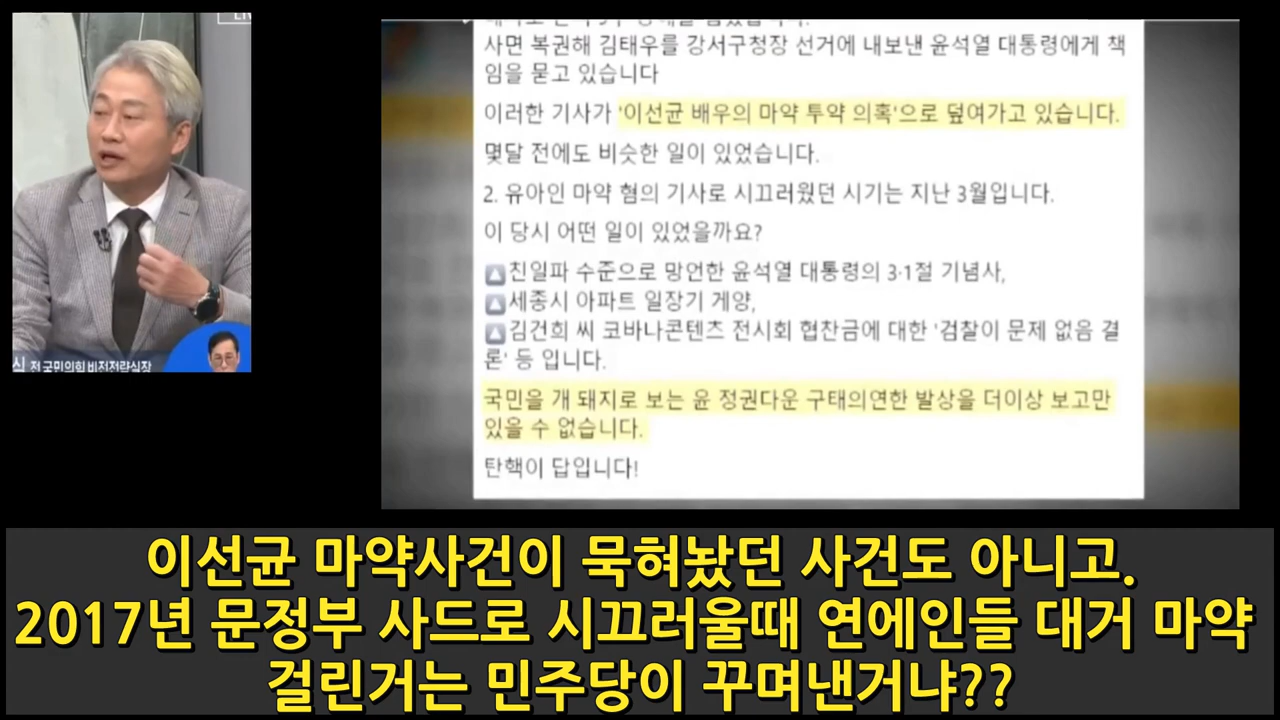 LIVE
신 전 국민의힘 비전전략실장
사면 복권해 김태우를 강서구청장 선거에 내보낸 윤석열 대통령에게 책
임을 묻고 있습니다
이러한 기사가 '이선균 배우의 마약 투약 의혹'으로 덮여가고 있습니다.
몇달 전에도 비슷한 일이 있었습니다.
2. 유아인 마약 혐의 기사로 시끄러웠던 시기는 지난 3월입니다.
이 당시 어떤 일이 있었을까요?
친일파 수준으로 망언한 윤석열 대통령의 3·1절 기념사,
세종시 아파트 일장기 게양,
김건희 씨 코바나콘텐츠 전시회 협찬금에 대한 '검찰이 문제 없음 결
론' 등 입니다.
국민을 개 돼지로 보는 윤 정권다운 구태의연한 발상을 더이상 보고만
있을 수 없습니다.
탄핵이 답입니다!
이선균 마약사건이 묵혀놨던 사건도 아니고.
2017년 문정부 사드로 시끄러울때 연예인들 대거 마약
걸린거는 민주당이 꾸며낸거냐??